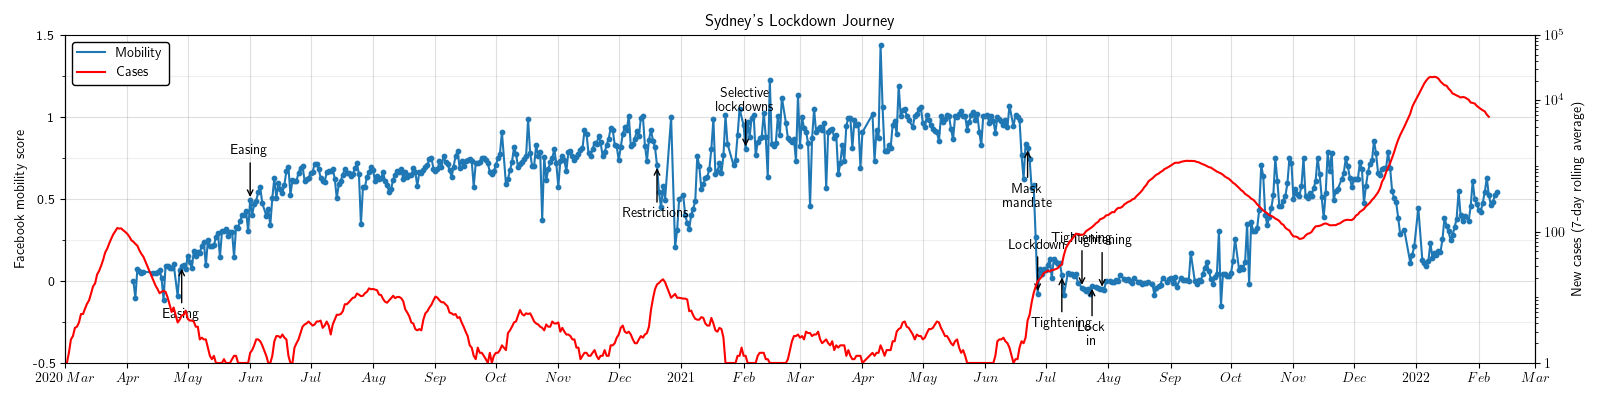 Sydney's Lockdown Journey
Mobility
Cases
Facebook mobility score
1.5
1
0.5
0
-0.5
New cases (7-day rolling average)
10^5
10^4
100
1
Easing
Easing
Restrictions
Selective
lockdowns
Mask
mandate
Lockdown
Tightening
Tightening
Tightening
Lock
in
2020 Mar Apr May Jun Jul Aug Sep Oct Nov Dec 2021 Feb Mar Apr May Jun Jul Aug Sep Oct Nov Dec 2022 Feb Mar